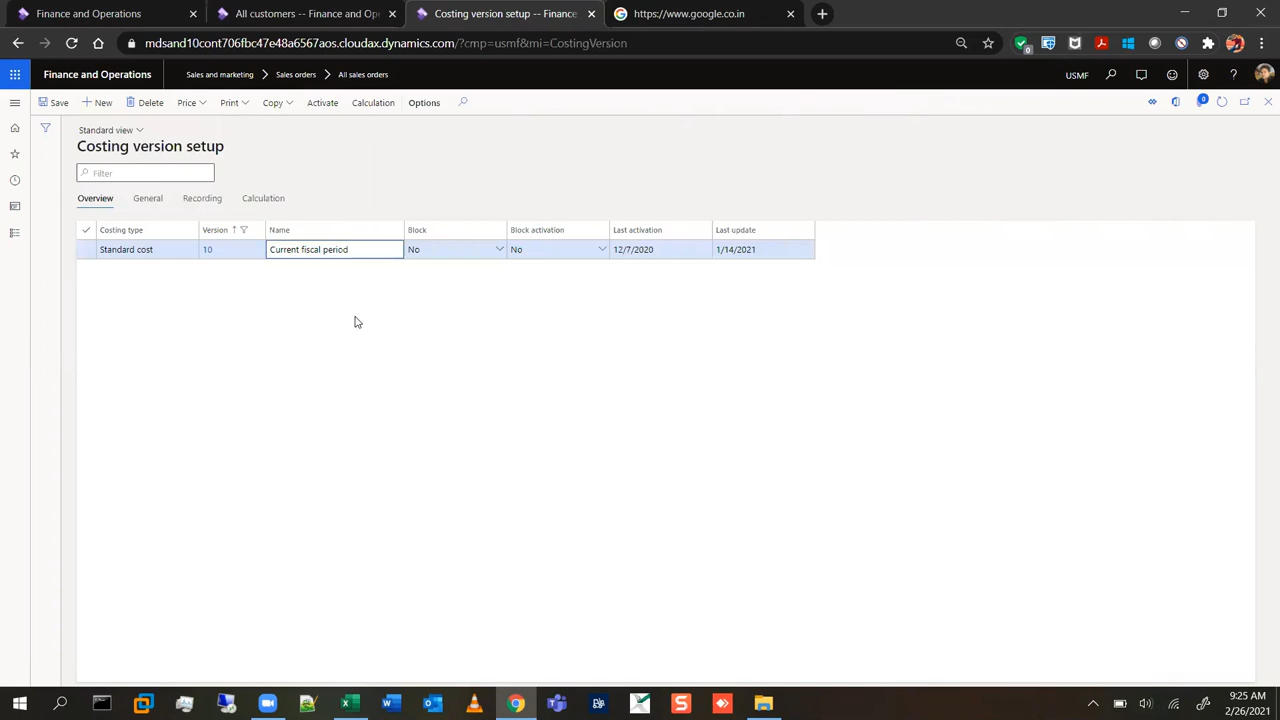 Finance and Operations
All customers -- Finance and Op
Costing version setup -- Finance
https://www.google.co.in
mdsand10cont706fbc47e48a6567aos.cloudax.dynamics.com/?cmp=usmf&mi=CostingVersion
Finance and Operations
Sales and marketing > Sales orders > All sales orders
USMF
Save
New
Delete
Price
Print
Copy
Activate
Calculation
Options
0
Standard view
Costing version setup
Filter
Overview
General
Recording
Calculation
Costing type Version Name Block Block activation Last activation Last update
Standard cost 10 Current fiscal period No No 12/7/2020 1/14/2021
9:25 AM
2/26/2021